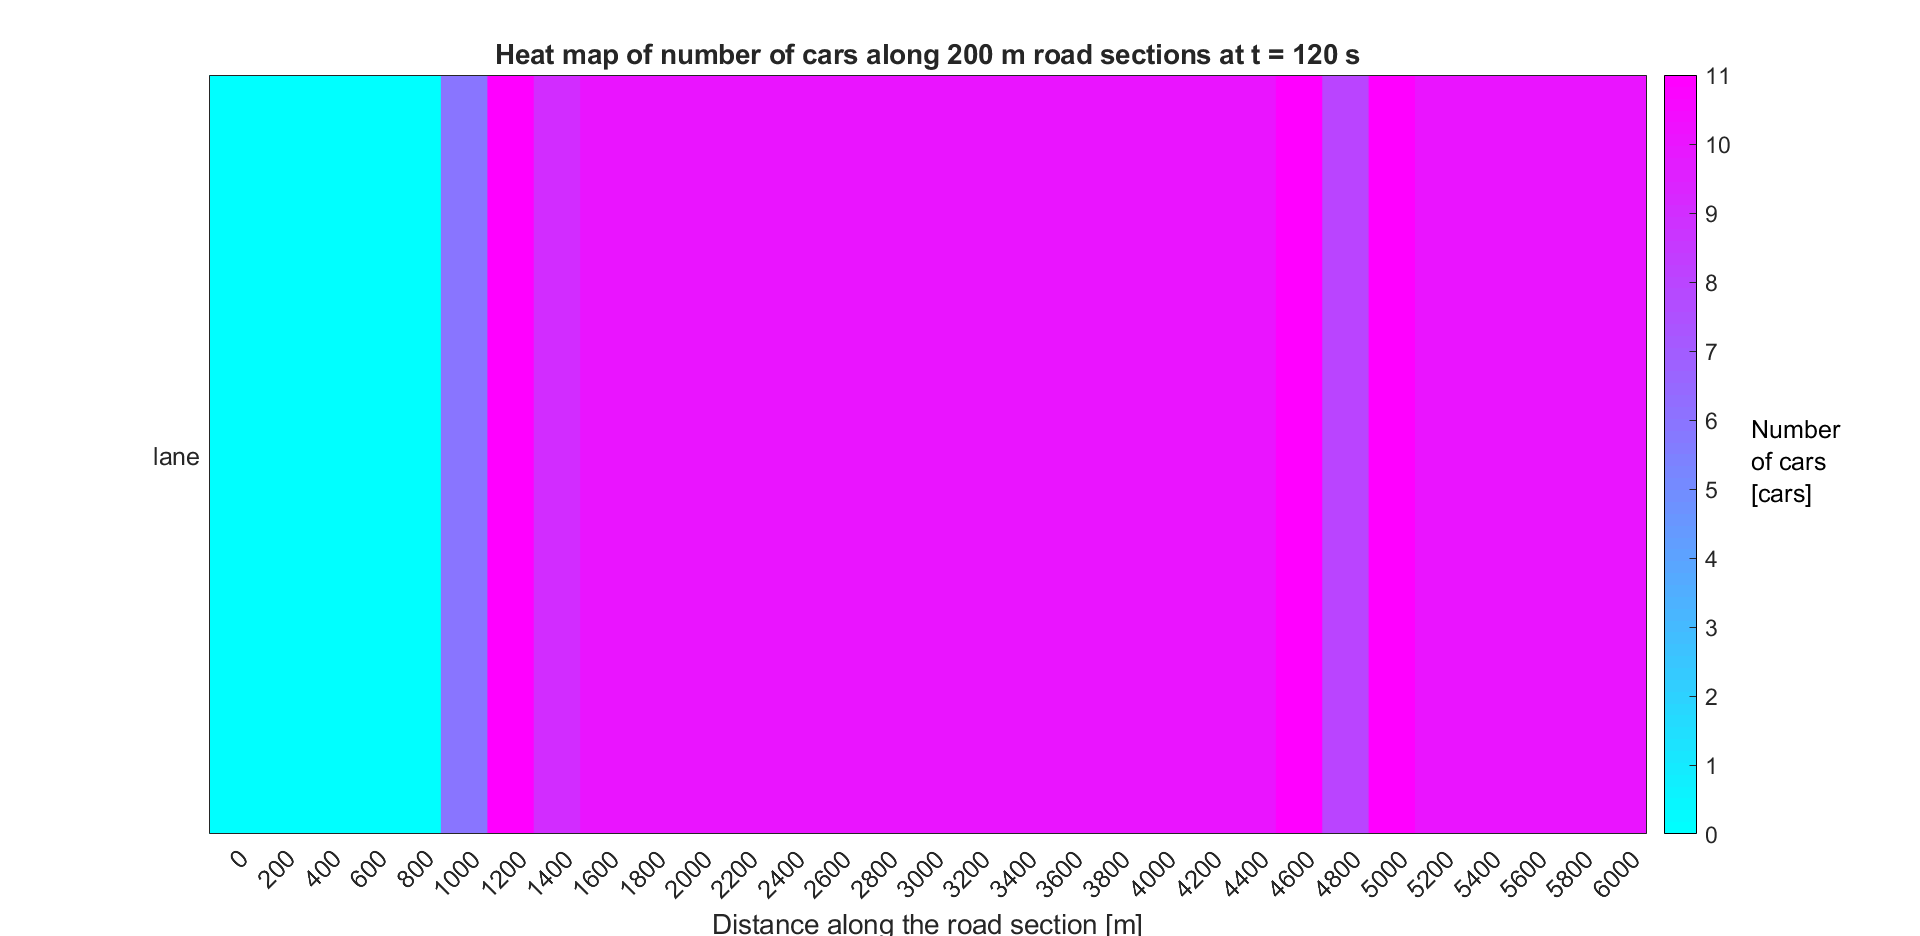 Heat map of number of cars along 200 m road sections at t = 120 s
11
10
9
8
7
6
5
4
3
2
1
0
Number
of cars
[cars]
lane
0 200 400 600 800 1000 1200 1400 1600 1800 2000 2200 2400 2600 2800 3000 3200 3400 3600 3800 4000 4200 4400 4600 4800 5000 5200 5400 5600 5800 6000
Distance along the road section [m]